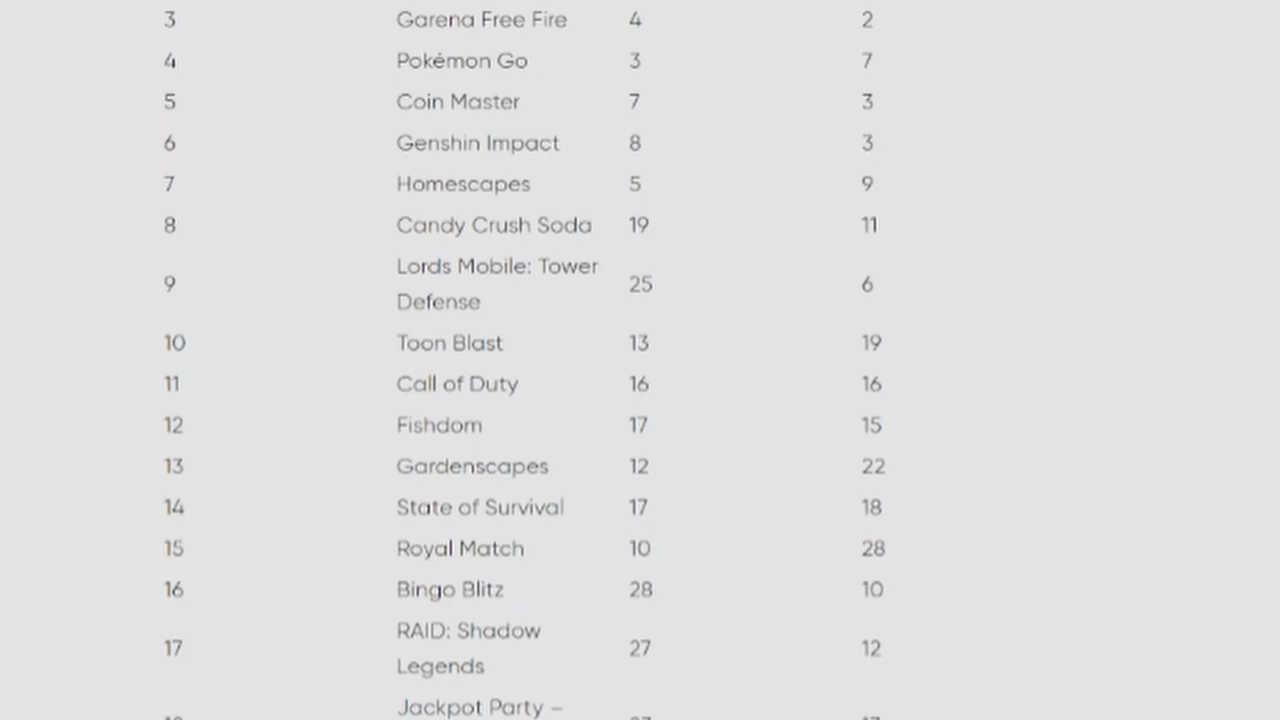 3 Garena Free Fire 4 2
4 Pokémon Go 3 7
5 Coin Master 7 3
6 Genshin Impact 8 3
7 Homescapes 5 9
8 Candy Crush Soda 19 11
Lords Mobile: Tower
9 25 6
Defense
10 Toon Blast 13 19
11 Call of Duty 16 16
12 Fishdom 17 15
13 Gardenscapes 12 22
14 State of Survival 17 18
15 Royal Match 10 28
16 Bingo Blitz 28 10
RAID: Shadow
17 27 12
Legends
Jackpot Party –